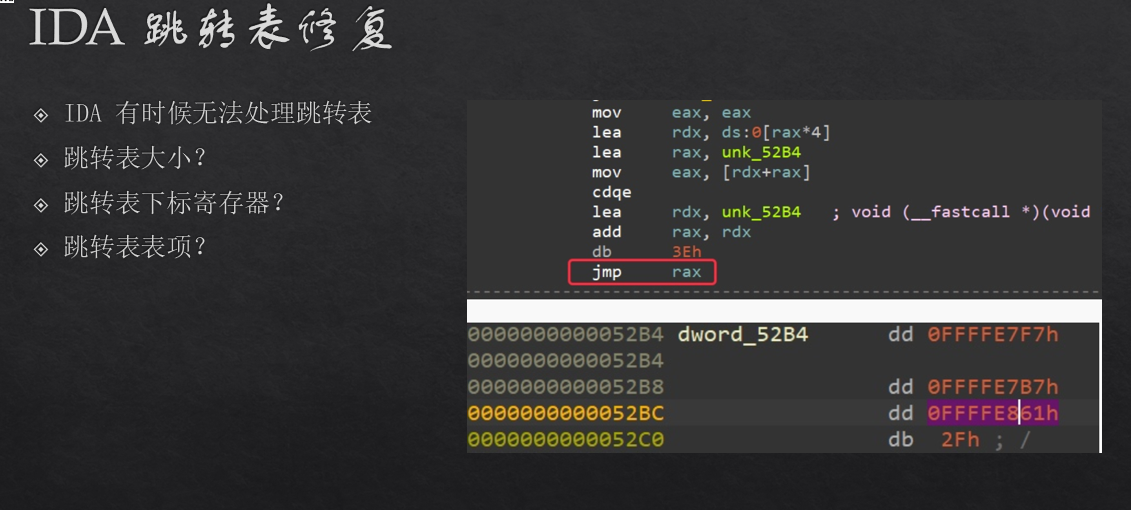 IDA 跳转表修复
IDA 有时候无法处理跳转表
跳转表大小?
跳转表下标寄存器?
跳转表表项?
mov eax, eax
lea rdx, ds:0[rax*4]
lea rax, unk_52B4
mov eax, [rdx+rax]
cdqe
lea rdx, unk_52B4 ; void (__fastcall *)(void
add rax, rdx
db 3Eh
jmp rax
00000000000052B4 dword_52B4 dd 0FFFFE7F7h
00000000000052B4
00000000000052B8 dd 0FFFFE7B7h
00000000000052BC dd 0FFFFE861h
00000000000052C0 db 2Fh ; /